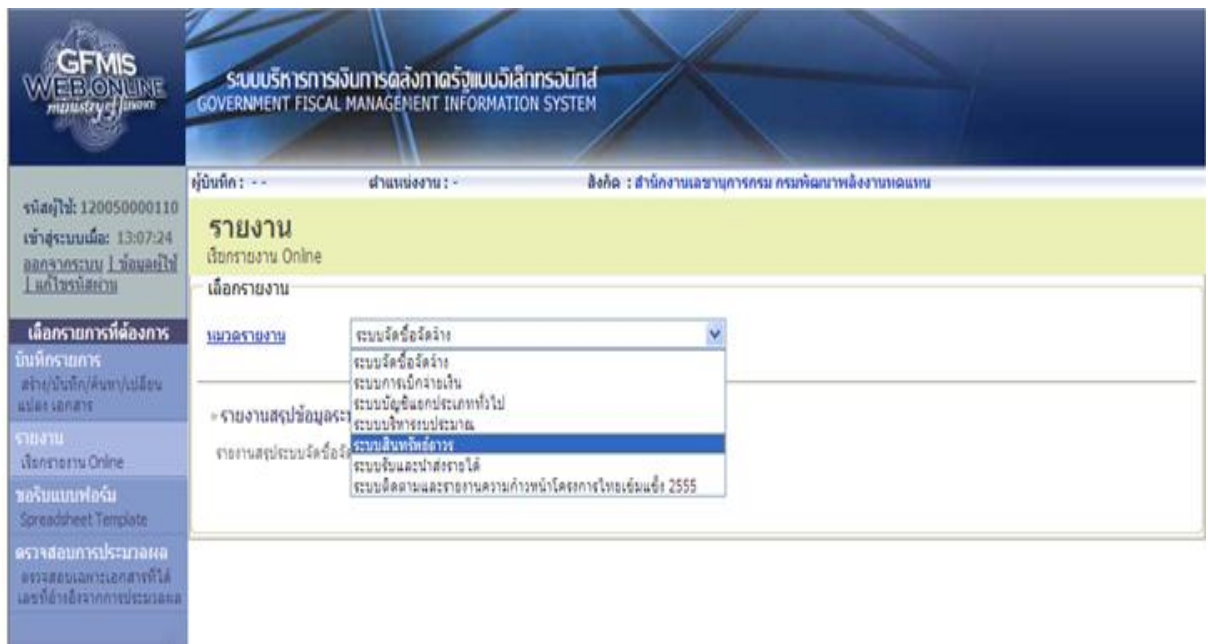 GFMIS
WEB ONLINE
ministry of finance
ระบบบริหารการเงินการคลังภาครัฐแบบอิเล็กทรอนิกส์
GOVERNMENT FISCAL MANAGEMENT INFORMATION SYSTEM
ผู้บันทึก : - - ตำแหน่งงาน : - สังกัด : สำนักงานเลขานุการกรม กรมพัฒนาพลังงานทดแทน
รหัสผู้ใช้: 120050000110
เข้าสู่ระบบเมื่อ: 13:07:24
ออกจากระบบ | ข้อมูลผู้ใช้
| แก้ไขรหัสผ่าน
รายงาน
เรียกรายงาน Online
เลือกรายงาน
หมวดรายงาน ระบบจัดซื้อจัดจ้าง
ระบบจัดซื้อจัดจ้าง
ระบบการเบิกจ่ายเงิน
ระบบบัญชีแยกประเภททั่วไป
ระบบบริหารงบประมาณ
ระบบสินทรัพย์ถาวร
ระบบรับและนำส่งรายได้
ระบบติดตามและรายงานความก้าวหน้าโครงการไทยเข้มแข็ง 2555
» รายงานสรุปข้อมูลระ
รายงานสรุประบบจัดซื้อจั
เลือกรายการที่ต้องการ
บันทึกรายการ
สร้าง/บันทึก/ค้นหา/เปลี่ยน
แปลง เอกสาร
รายงาน
เรียกรายงาน Online
ขอรับแบบฟอร์ม
Spreadsheet Template
ตรวจสอบการประมวลผล
ตรวจสอบเฉพาะเอกสารที่ได้
เลขที่อ้างอิงจากการประมวลผล